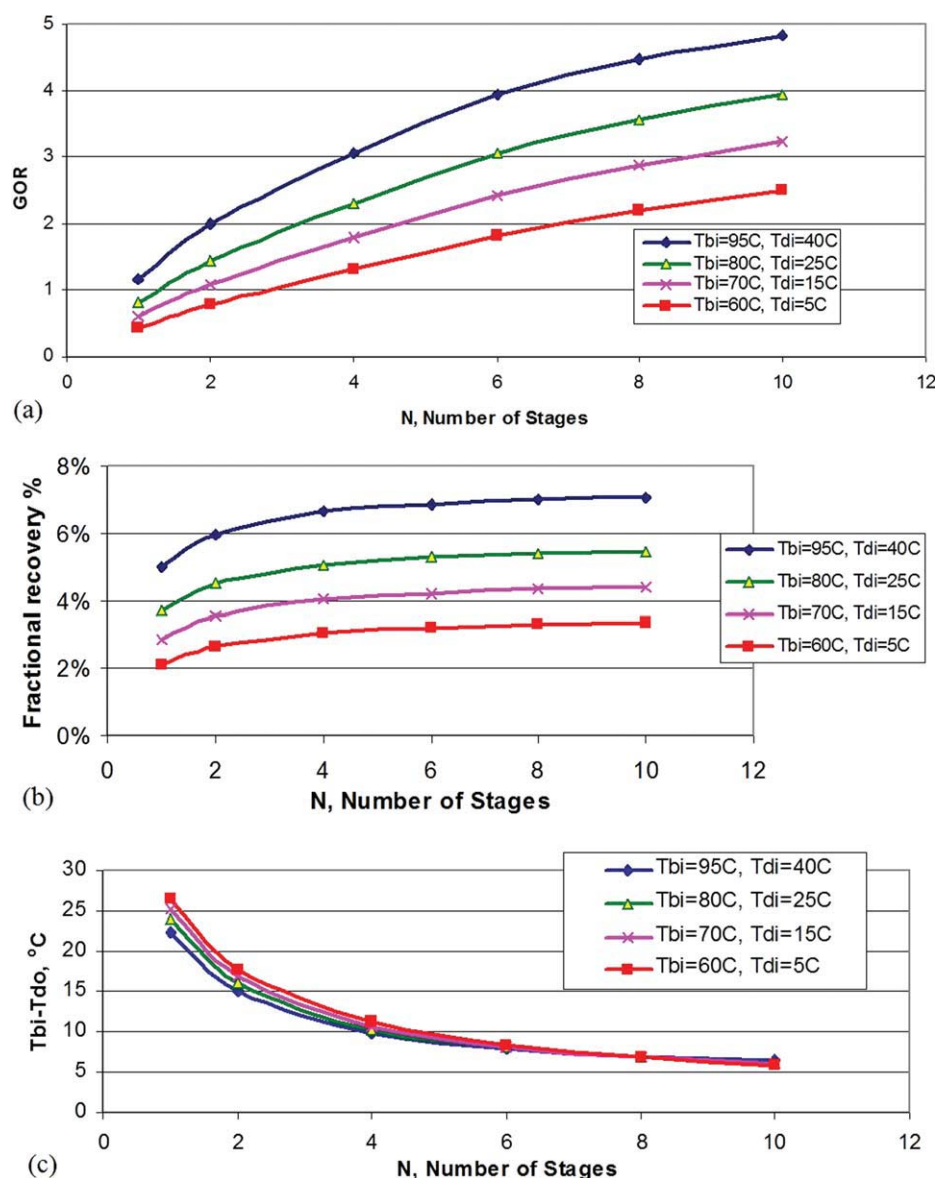 5
4
3
2
1
0
GOR
Tbi=95C, Tdi=40C
Tbi=80C, Tdi=25C
Tbi=70C, Tdi=15C
Tbi=60C, Tdi=5C
0 2 4 6 8 10 12
(a)
N, Number of Stages
8%
6%
4%
2%
0%
Fractional recovery %
Tbi=95C, Tdi=40C
Tbi=80C, Tdi=25C
Tbi=70C, Tdi=15C
Tbi=60C, Tdi=5C
0 2 4 6 8 10 12
(b)
N, Number of Stages
30
25
20
15
10
5
0
Tbi-Tdo, °C
Tbi=95C, Tdi=40C
Tbi=80C, Tdi=25C
Tbi=70C, Tdi=15C
Tbi=60C, Tdi=5C
0 2 4 6 8 10 12
(c)
N, Number of Stages